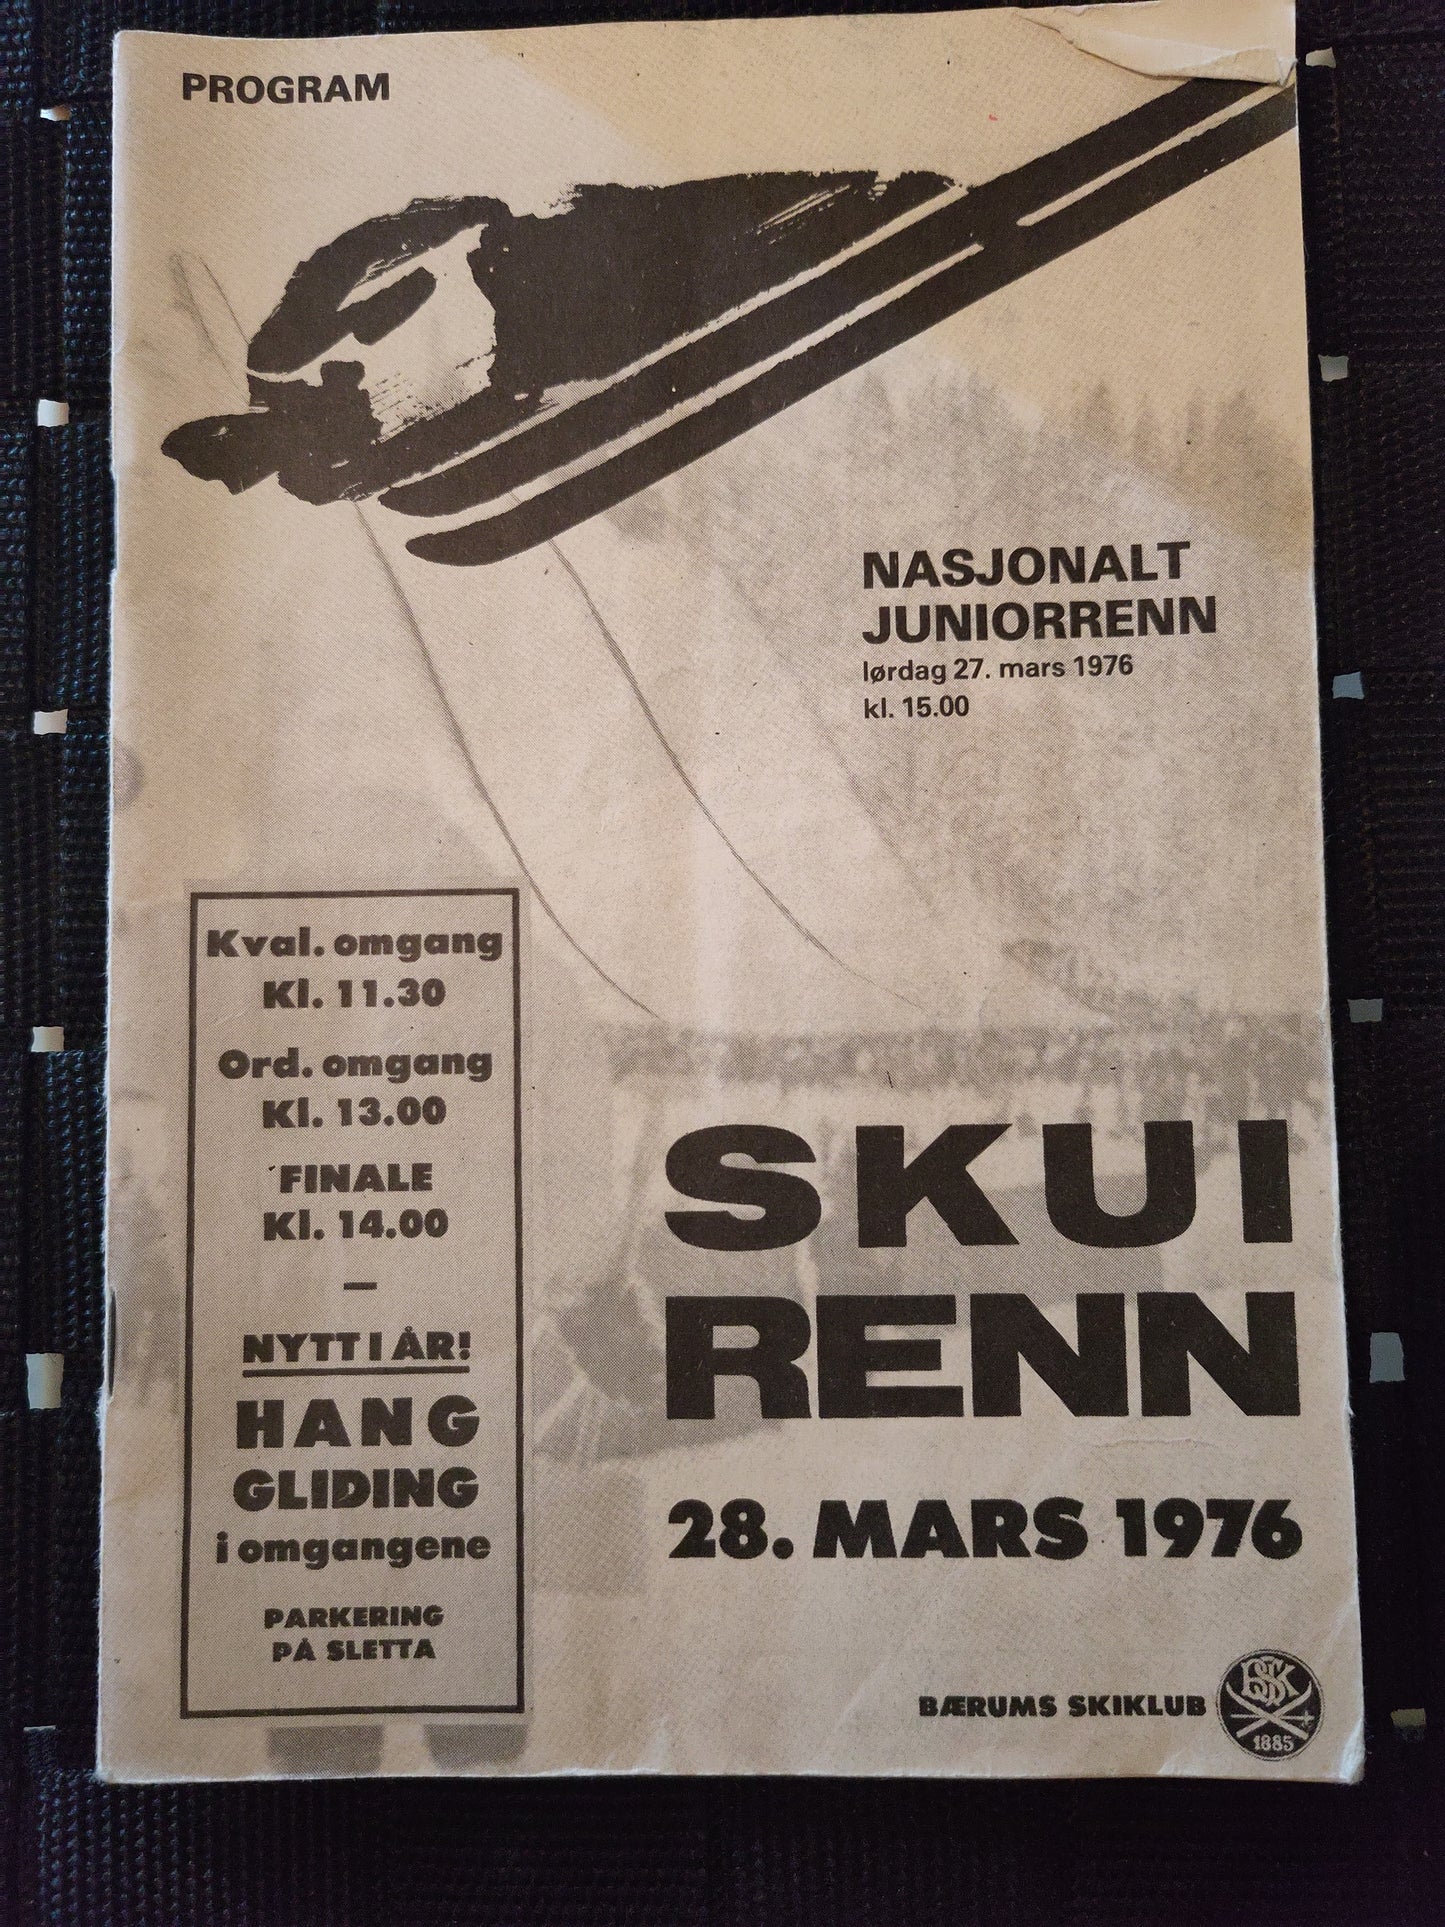 PROGRAM
NASJONALT
JUNIORRENN
lørdag 27. mars 1976
kl. 15.00
Kval. omgang
Kl. 11.30
Ord. omgang
Kl. 13.00
FINALE
Kl. 14.00
—
NYTT I ÅR!
HANG
GLIDING
i omgangene
PARKERING
PÅ SLETTA
SKUI
RENN
28. MARS 1976
BÆRUMS SKIKLUB
BSK
1885